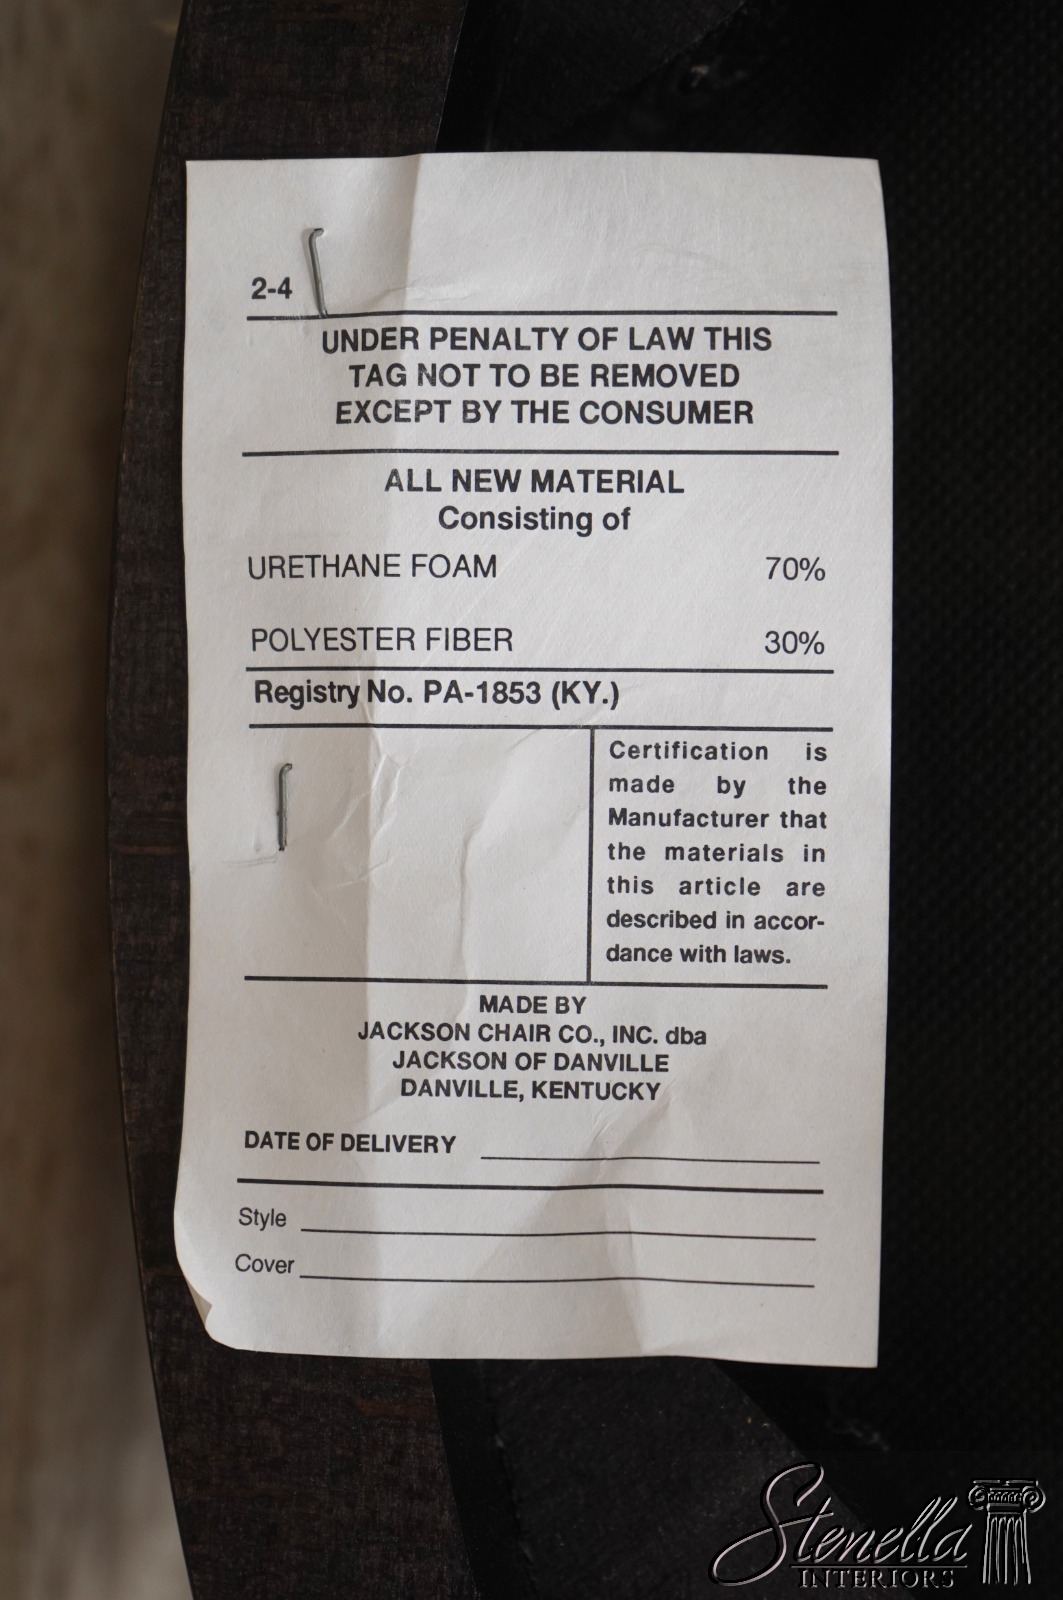 2-4
UNDER PENALTY OF LAW THIS
TAG NOT TO BE REMOVED
EXCEPT BY THE CONSUMER
ALL NEW MATERIAL
Consisting of
URETHANE FOAM 70%
POLYESTER FIBER 30%
Registry No. PA-1853 (KY.)
Certification is
made by the
Manufacturer that
the materials in
this article are
described in accor-
dance with laws.
MADE BY
JACKSON CHAIR CO., INC. dba
JACKSON OF DANVILLE
DANVILLE, KENTUCKY
DATE OF DELIVERY
Style
Cover
Stenella
INTERIORS